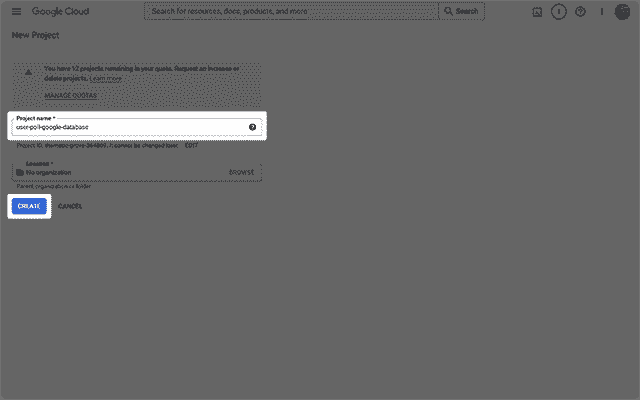 Google Cloud
Search for resources, docs, products, and more
Search
New Project
You have 12 projects remaining in your quota. Request an increase or
delete projects. Learn more
MANAGE QUOTAS
Project name *
user-poll-google-database
Project ID: It cannot be changed later. EDIT
Location *
No organization
BROWSE
Parent organization or folder
CREATE
CANCEL